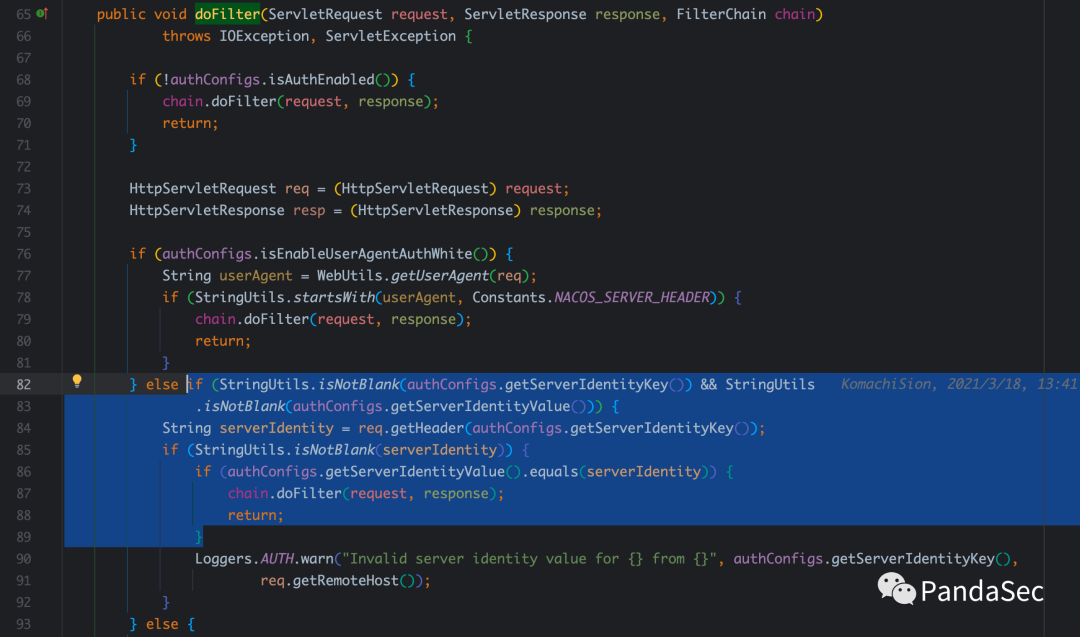 65 public void doFilter(ServletRequest request, ServletResponse response, FilterChain chain)
66 throws IOException, ServletException {
67
68 if (!authConfigs.isAuthEnabled()) {
69 chain.doFilter(request, response);
70 return;
71 }
72
73 HttpServletRequest req = (HttpServletRequest) request;
74 HttpServletResponse resp = (HttpServletResponse) response;
75
76 if (authConfigs.isEnableUserAgentAuthWhite()) {
77 String userAgent = WebUtils.getUserAgent(req);
78 if (StringUtils.startsWith(userAgent, Constants.NACOS_SERVER_HEADER)) {
79 chain.doFilter(request, response);
80 return;
81 }
82 } else if (StringUtils.isNotBlank(authConfigs.getServerIdentityKey()) && StringUtils KomachiSion, 2021/3/18, 13:41
83 .isNotBlank(authConfigs.getServerIdentityValue())) {
84 String serverIdentity = req.getHeader(authConfigs.getServerIdentityKey());
85 if (StringUtils.isNotBlank(serverIdentity)) {
86 if (authConfigs.getServerIdentityValue().equals(serverIdentity)) {
87 chain.doFilter(request, response);
88 return;
89 }
90 Loggers.AUTH.warn("Invalid server identity value for {} from {}", authConfigs.getServerIdentityKey(),
91 req.getRemoteHost());
92 }
93 } else {
PandaSec